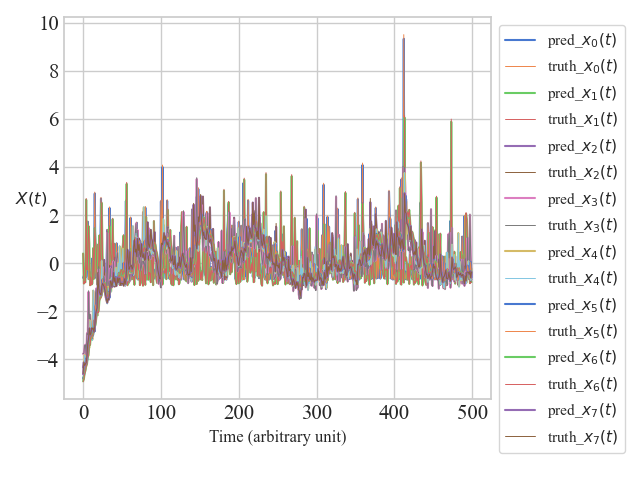 10
8
6
4
2
0
−2
−4
X(t)
0 100 200 300 400 500
Time (arbitrary unit)
pred_x₀(t)
truth_x₀(t)
pred_x₁(t)
truth_x₁(t)
pred_x₂(t)
truth_x₂(t)
pred_x₃(t)
truth_x₃(t)
pred_x₄(t)
truth_x₄(t)
pred_x₅(t)
truth_x₅(t)
pred_x₆(t)
truth_x₆(t)
pred_x₇(t)
truth_x₇(t)